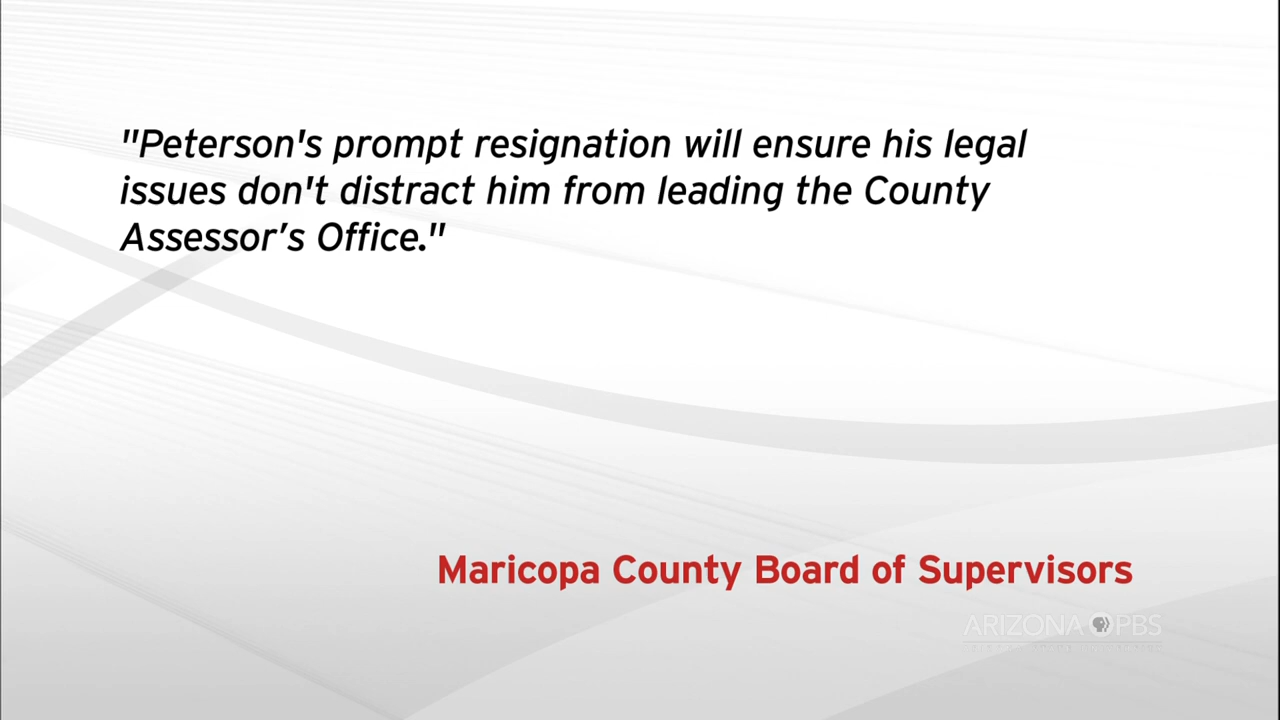 "Peterson's prompt resignation will ensure his legal
issues don't distract him from leading the County
Assessor’s Office."
Maricopa County Board of Supervisors
ARIZONA PBS